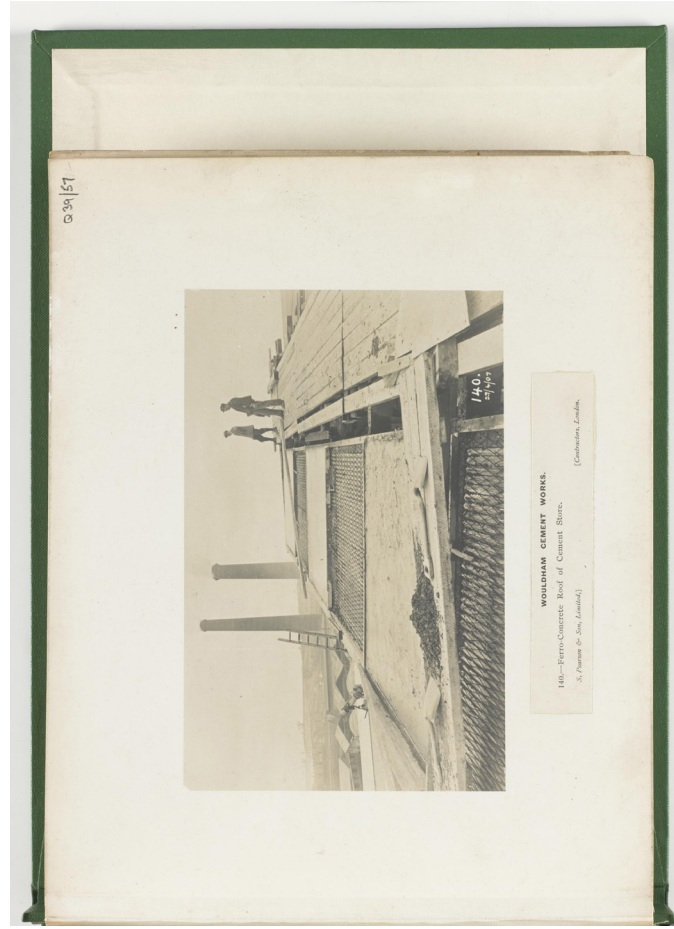 Q39/57
140.
27/4/07
WOULDHAM CEMENT WORKS.
140.—Ferro-Concrete Roof of Cement Store.
S. Pearson & Son, Limited,]
[Contractors, London.